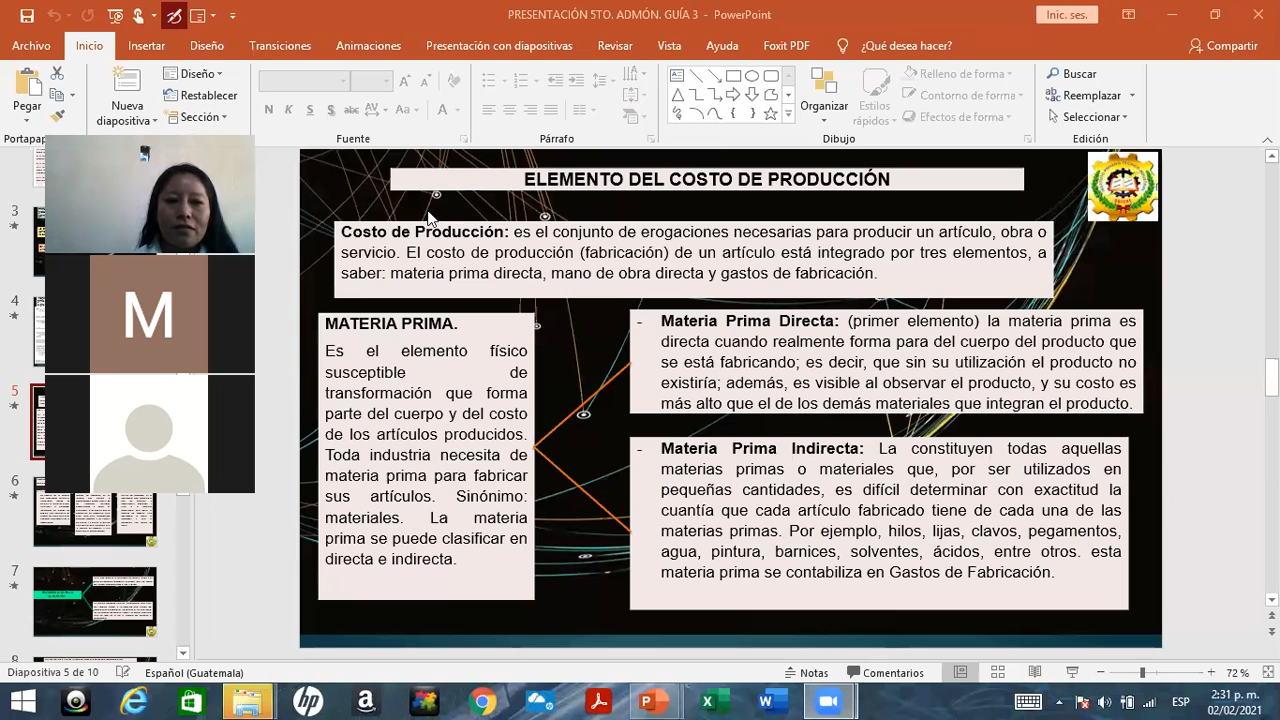 PRESENTACIÓN 5TO. ADMÓN. GUÍA 3 - PowerPoint
Inic. ses.
Archivo Inicio Insertar Diseño Transiciones Animaciones Presentación con diapositivas Revisar Vista Ayuda Foxit PDF ¿Qué desea hacer? Compartir
Pegar
Nueva
diapositiva
Diseño
Restablecer
Sección
N K S S abc AV Aa A
Organizar
Estilos
rápidos
Relleno de forma
Contorno de forma
Efectos de forma
Buscar
Reemplazar
Seleccionar
Portapap
Fuente Párrafo Dibujo Edición
3
4
5
6
7
8
M
ELEMENTO DEL COSTO DE PRODUCCIÓN
Costo de Producción: es el conjunto de erogaciones necesarias para producir un artículo, obra o
servicio. El costo de producción (fabricación) de un artículo está integrado por tres elementos, a
saber: materia prima directa, mano de obra directa y gastos de fabricación.
MATERIA PRIMA.
Es el elemento físico
susceptible de
transformación que forma
parte del cuerpo y del costo
de los artículos producidos.
Toda industria necesita de
materia prima para fabricar
sus artículos. Sinónimo:
materiales. La materia
prima se puede clasificar en
directa e indirecta.
- Materia Prima Directa: (primer elemento) la materia prima es
directa cuando realmente forma para del cuerpo del producto que
se está fabricando; es decir, que sin su utilización el producto no
existiría; además, es visible al observar el producto, y su costo es
más alto que el de los demás materiales que integran el producto.
- Materia Prima Indirecta: La constituyen todas aquellas
materias primas o materiales que, por ser utilizados en
pequeñas cantidades, es difícil determinar con exactitud la
cuantía que cada artículo fabricado tiene de cada una de las
materias primas. Por ejemplo, hilos, lijas, clavos, pegamentos,
agua, pintura, barnices, solventes, ácidos, entre otros. esta
materia prima se contabiliza en Gastos de Fabricación.
Diapositiva 5 de 10 Español (Guatemala) Notas Comentarios 72 %
ESP
2:31 p. m.
02/02/2021